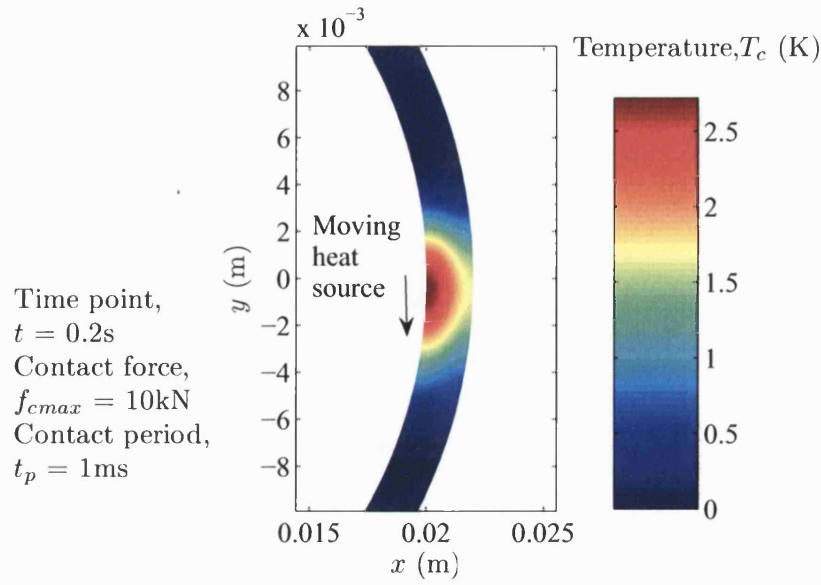 x 10⁻³
Temperature,T_c (K)
8
6
4
2
0
−2
−4
−6
−8
y (m)
Moving
heat
source
0.015
0.02
0.025
x (m)
2.5
2
1.5
1
0.5
0
Time point,
t = 0.2s
Contact force,
f_cmax = 10kN
Contact period,
t_p = 1ms